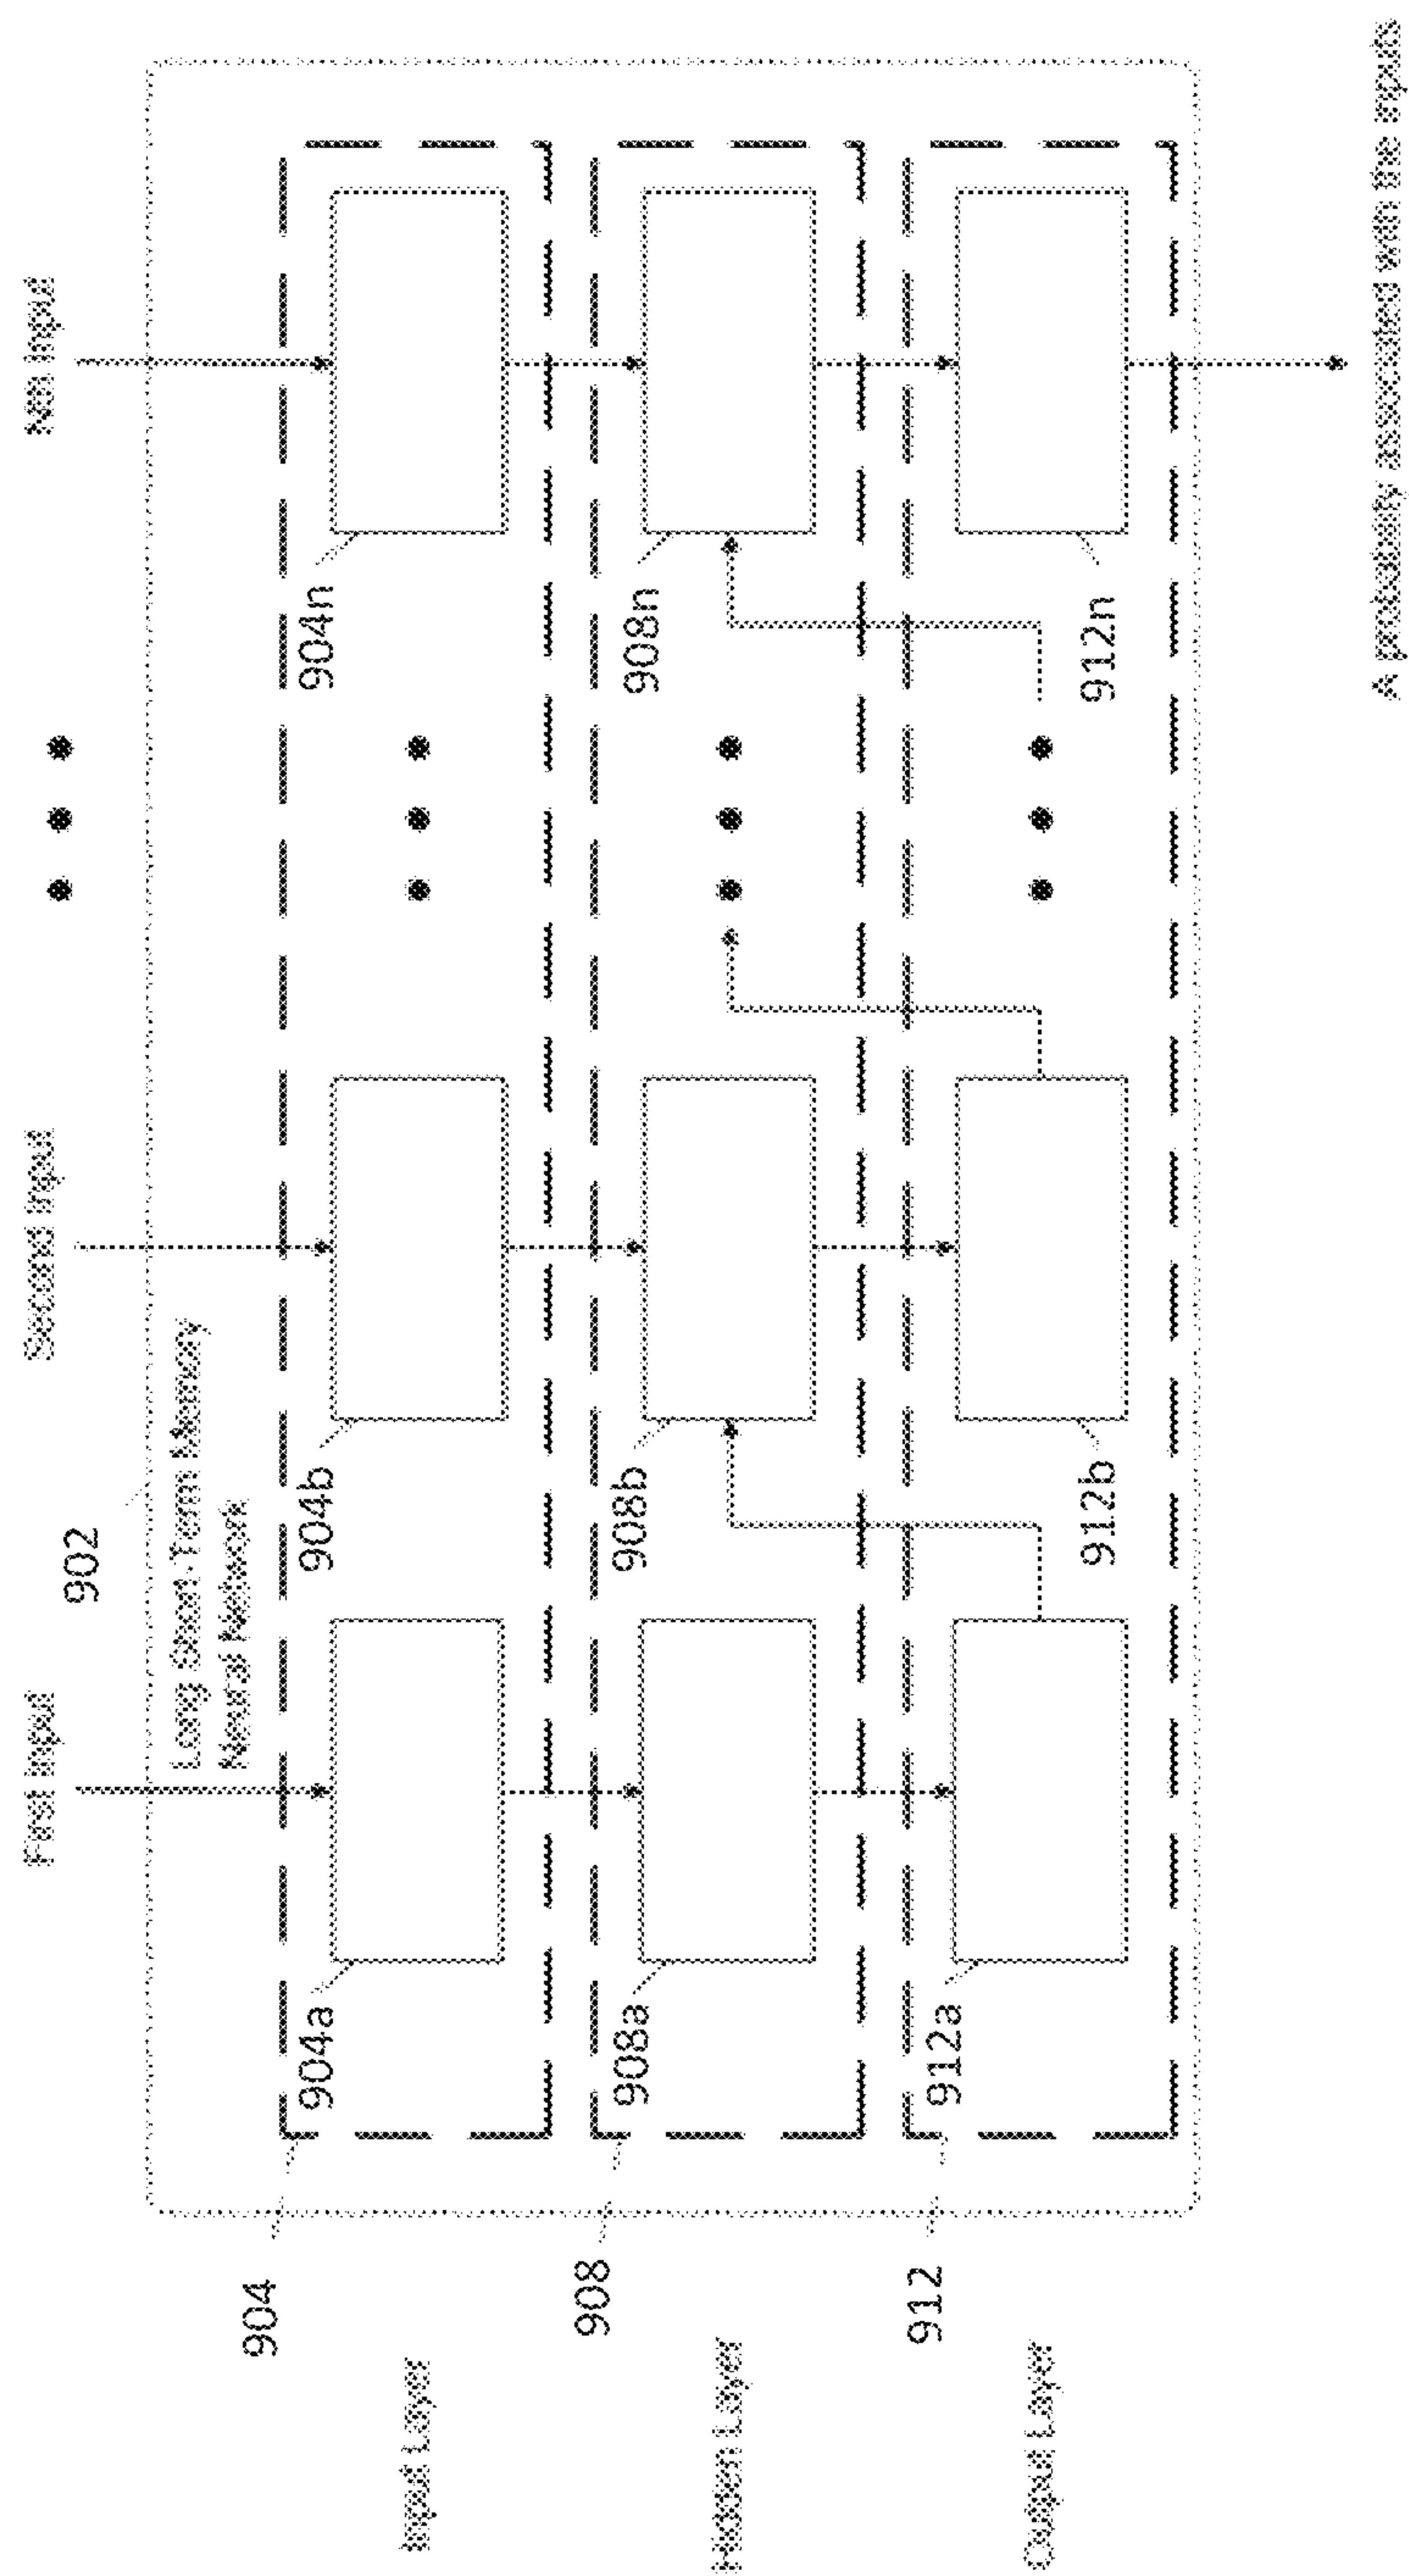 First Input
Second Input
Nth Input
902
Long Short-Term Memory
Neural Network
904
904a
904b
904n
Input Layer
908
908a
908b
908n
Hidden Layer
912
912a
912b
912n
Output Layer
A probability associated with the inputs